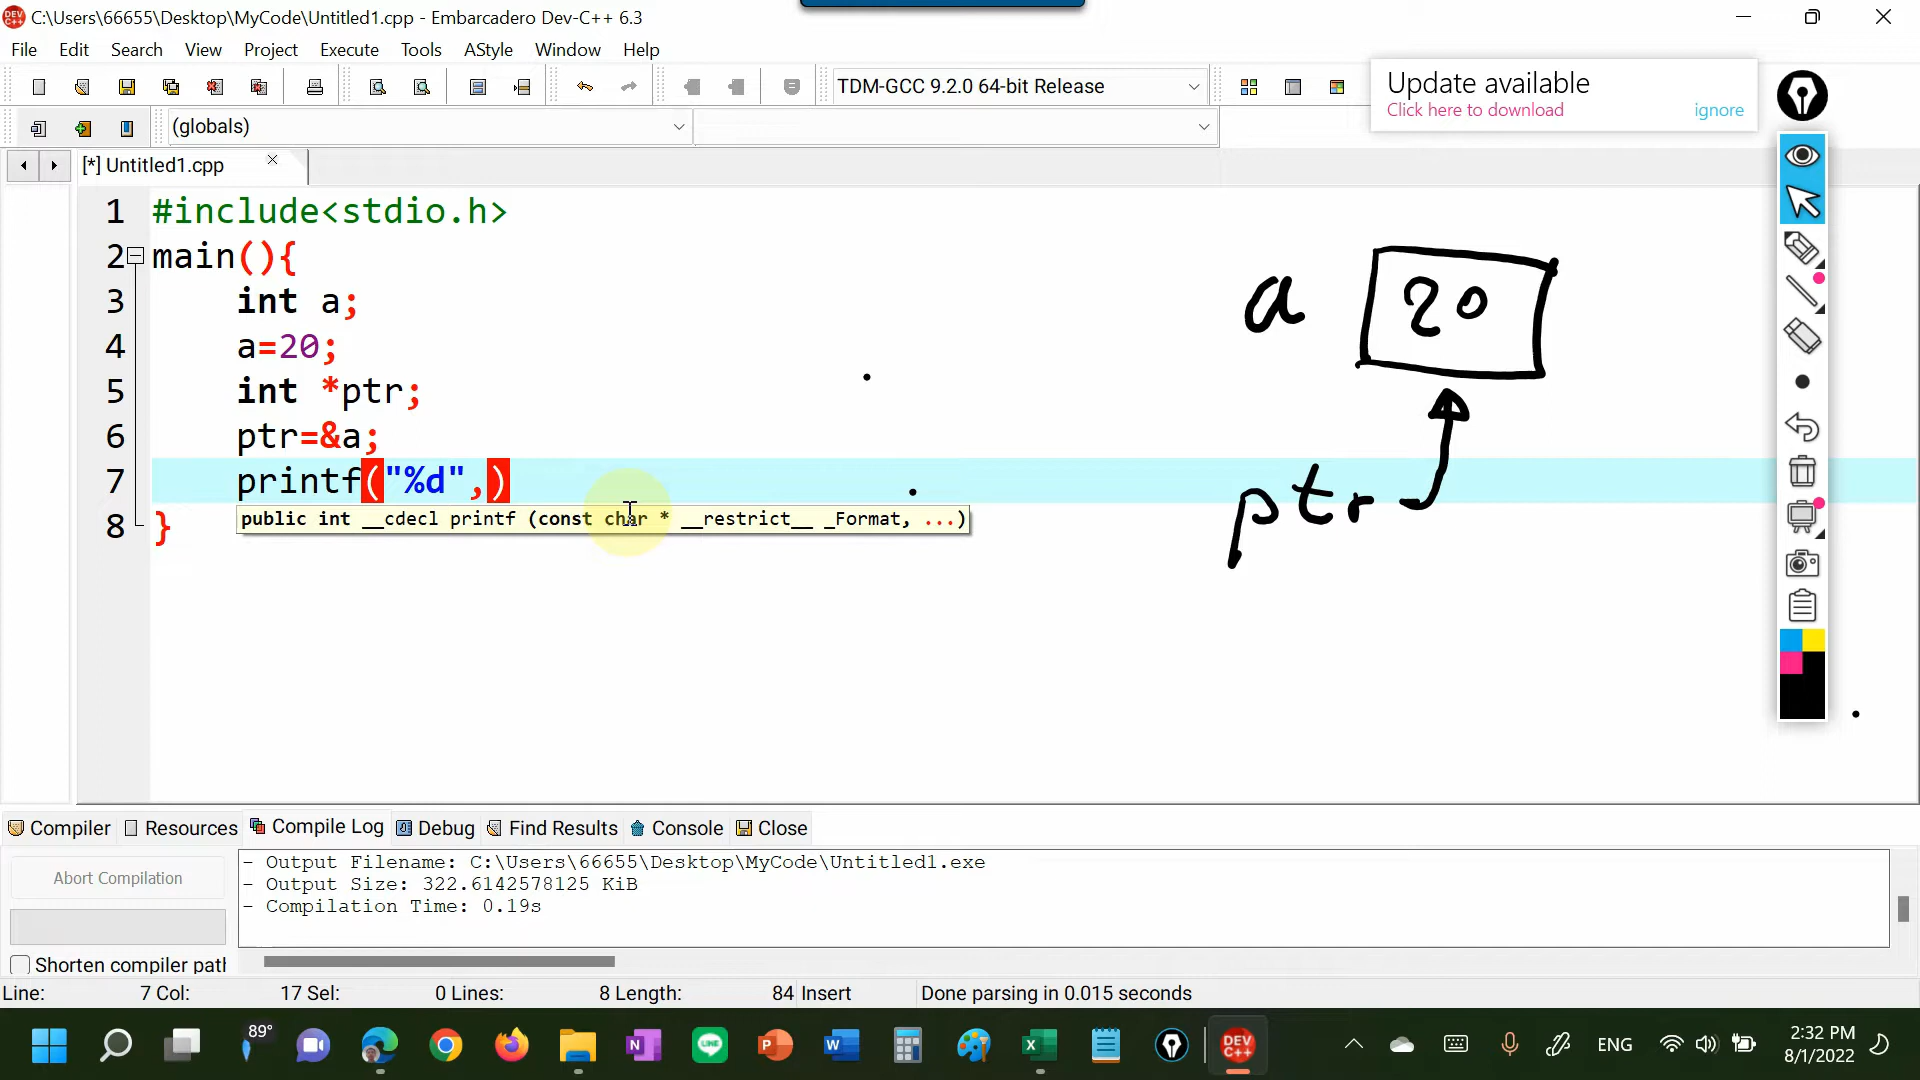 C:\Users\66655\Desktop\MyCode\Untitled1.cpp - Embarcadero Dev-C++ 6.3
File Edit Search View Project Execute Tools AStyle Window Help
TDM-GCC 9.2.0 64-bit Release
Update available
Click here to download ignore
(globals)
[*] Untitled1.cpp
1 #include<stdio.h>
2 main(){
3 int a;
4 a=20;
5 int *ptr;
6 ptr=&a;
7 printf("%d",)
public int __cdecl printf (const char * __restrict__ _Format, ...)
8 }
a 20
ptr
Compiler Resources Compile Log Debug Find Results Console Close
Abort Compilation
- Output Filename: C:\Users\66655\Desktop\MyCode\Untitled1.exe
- Output Size: 322.6142578125 KiB
- Compilation Time: 0.19s
Shorten compiler path
Line: 7 Col: 17 Sel: 0 Lines: 8 Length: 84 Insert Done parsing in 0.015 seconds
89°
ENG
2:32 PM
8/1/2022